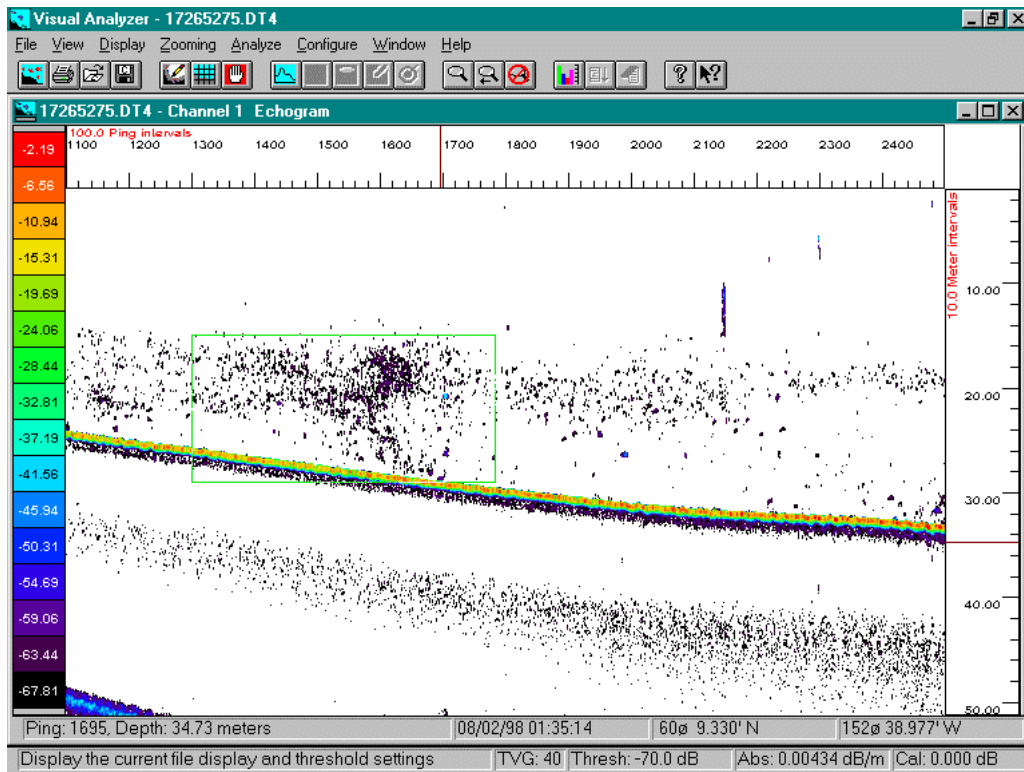 Visual Analyzer - 17265275.DT4
File View Display Zooming Analyze Configure Window Help
17265275.DT4 - Channel 1 Echogram
100.0 Ping intervals
1100 1200 1300 1400 1500 1600 1700 1800 1900 2000 2100 2200 2300 2400
-2.19
-6.56
-10.94
-15.31
-19.69
-24.06
-28.44
-32.81
-37.19
-41.56
-45.94
-50.31
-54.69
-59.06
-63.44
-67.81
10.0 Meter intervals
10.00
20.00
30.00
40.00
50.00
Ping: 1695, Depth: 34.73 meters 08/02/98 01:35:14 60ø 9.330' N 152ø 38.977' W
Display the current file display and threshold settings TVG: 40 Thresh: -70.0 dB Abs: 0.00434 dB/m Cal: 0.000 dB